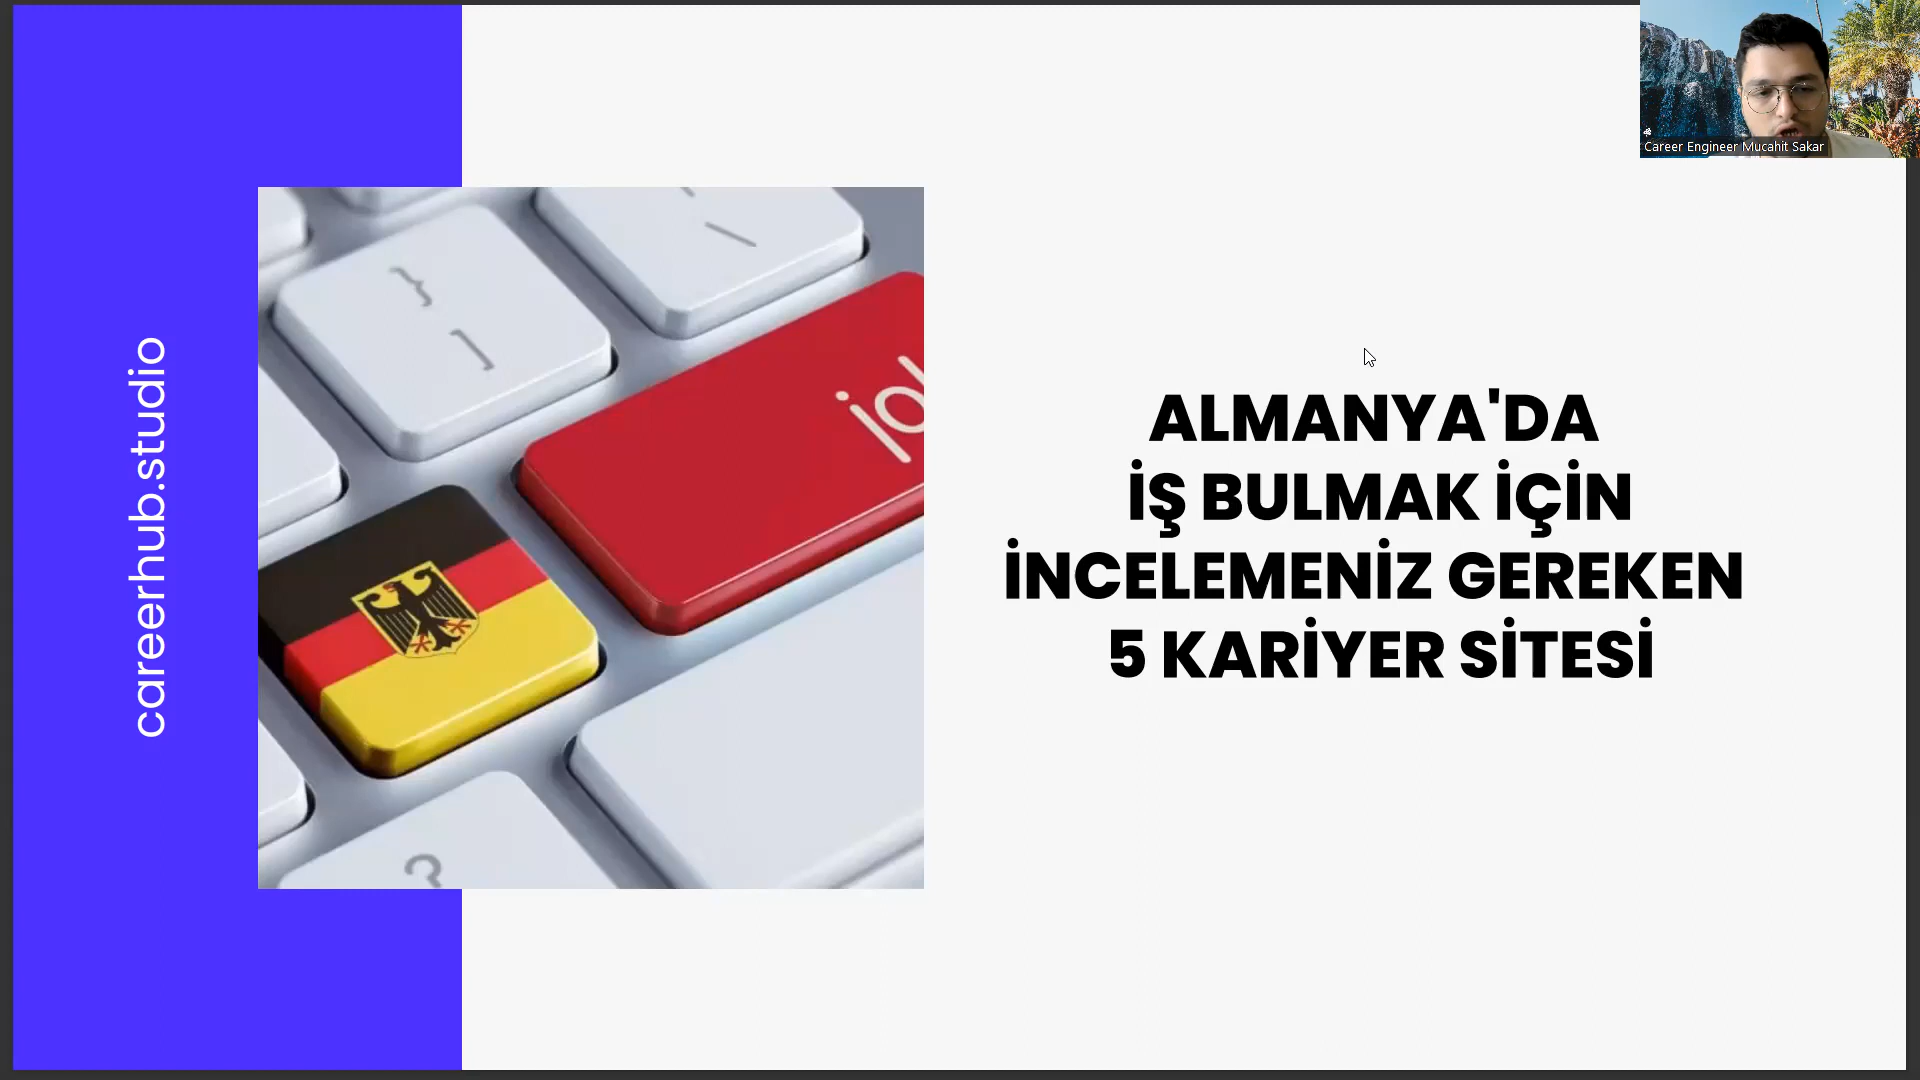 Career Engineer Mucahit Sakar
careerhub.studio
ALMANYA'DA
İŞ BULMAK İÇİN
İNCELEMENİZ GEREKEN
5 KARİYER SİTESİ